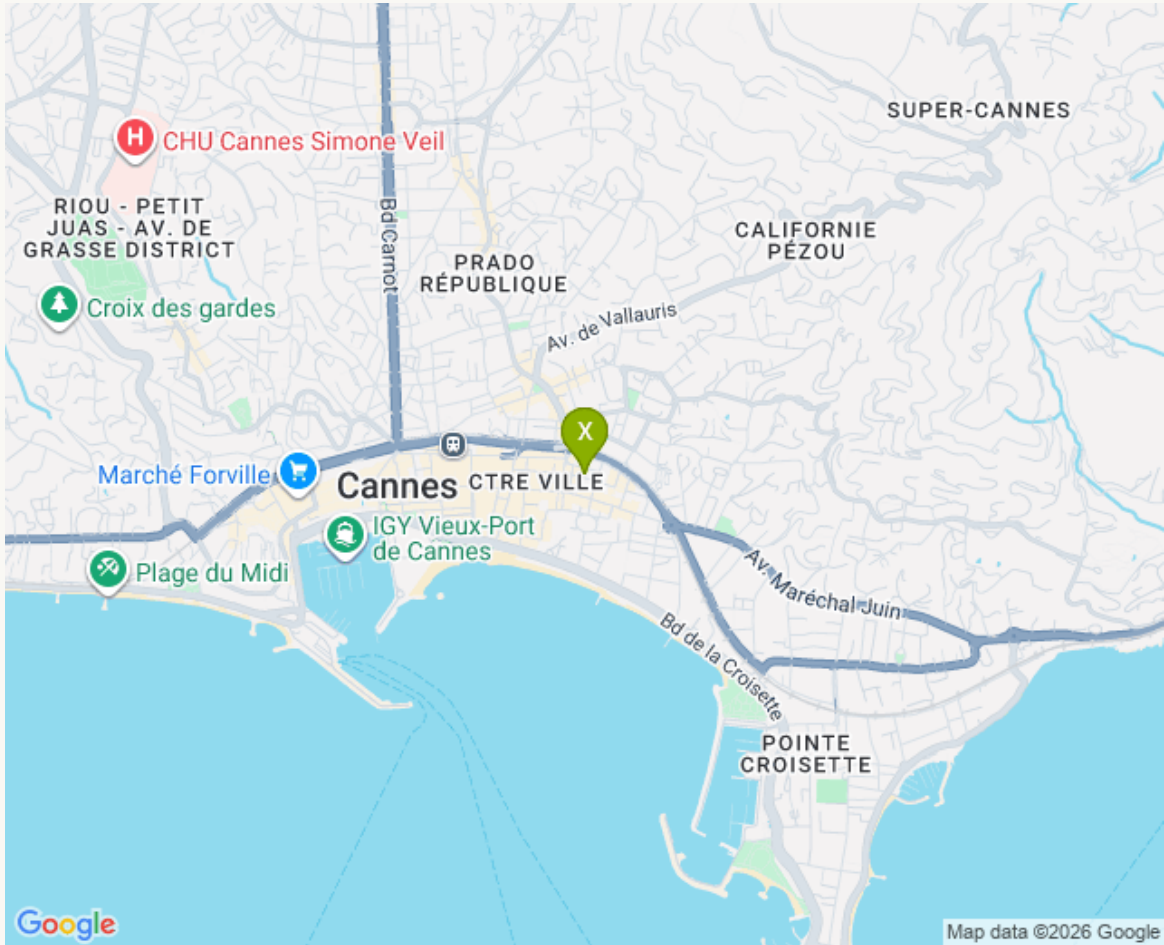 SUPER-CANNES
H
CHU Cannes Simone Veil
RIOU - PETIT
JUAS - AV. DE
GRASSE DISTRICT
Bd Carnot
CALIFORNIE
PÉZOU
PRADO
RÉPUBLIQUE
Croix des gardes
Av. de Vallauris
X
Marché Forville
Cannes
CTRE VILLE
IGY Vieux-Port
de Cannes
Plage du Midi
Av. Maréchal Juin
Bd de la Croisette
POINTE
CROISETTE
Google
Map data ©2026 Google